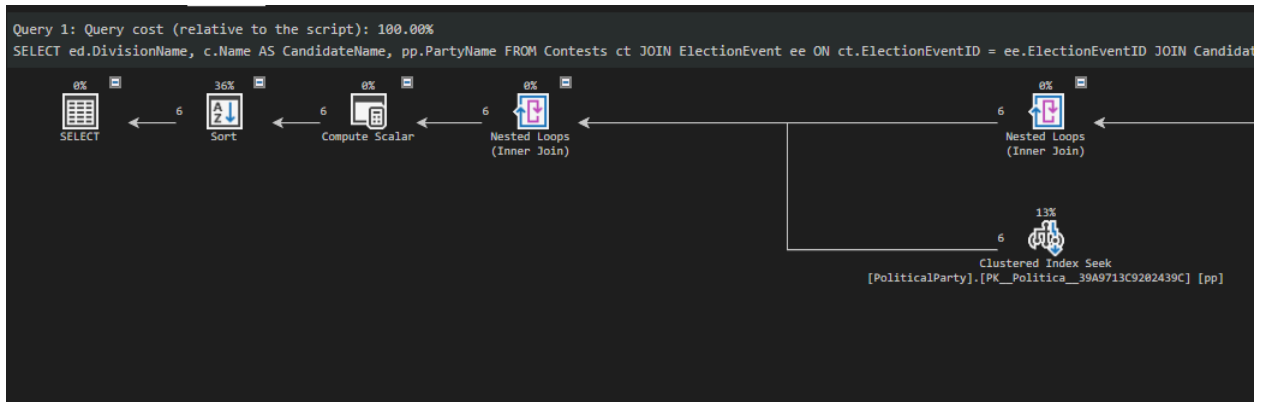 Query 1: Query cost (relative to the script): 100.00%
SELECT ed.DivisionName, c.Name AS CandidateName, pp.PartyName FROM Contests ct JOIN ElectionEvent ee ON ct.ElectionEventID = ee.ElectionEventID JOIN Candidat
0%
36%
0%
0%
0%
6
6
6
6
SELECT
Sort
Compute Scalar
Nested Loops
(Inner Join)
Nested Loops
(Inner Join)
13%
6
Clustered Index Seek
[PoliticalParty].[PK__Politica__39A9713C9202439C] [pp]